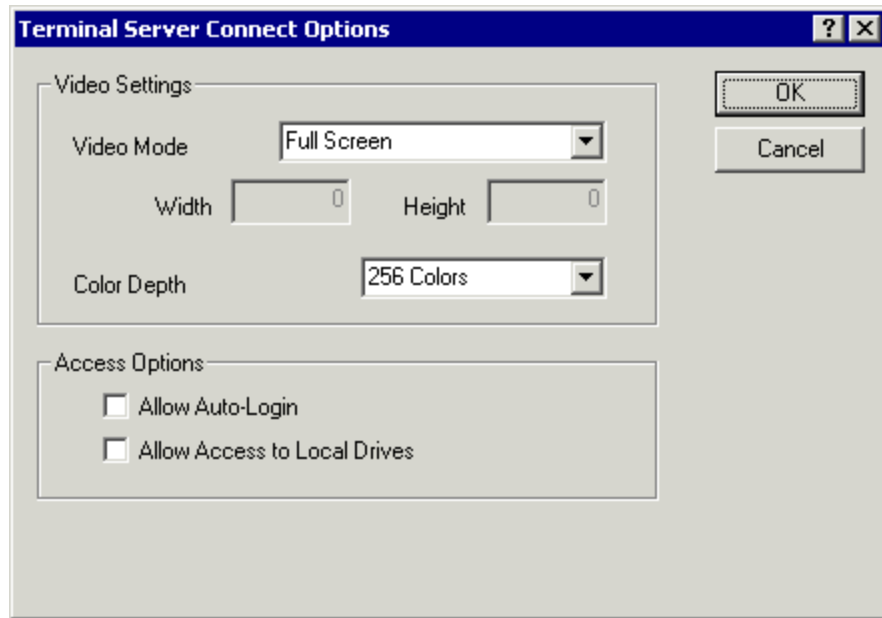 Terminal Server Connect Options
Video Settings
OK
Video Mode Full Screen
Cancel
Width 0 Height 0
Color Depth 256 Colors
Access Options
Allow Auto-Login
Allow Access to Local Drives